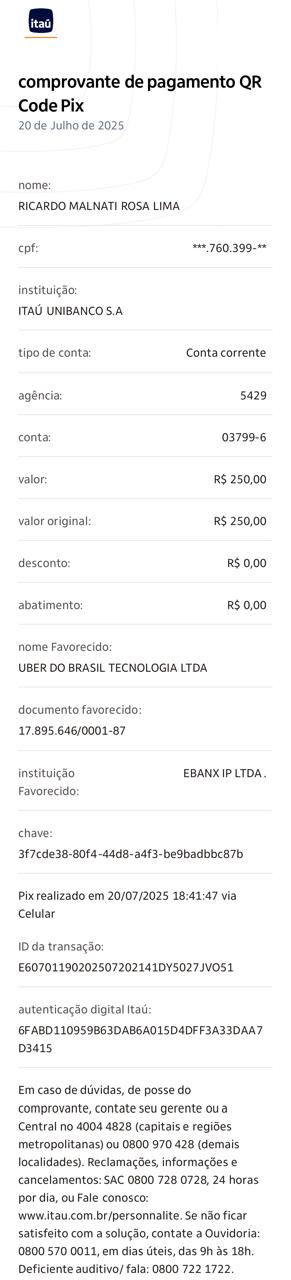 itaú
comprovante de pagamento QR
Code Pix
20 de Julho de 2025
nome:
RICARDO MALNATI ROSA LIMA
cpf: ***.760.399-**
instituição:
ITAÚ UNIBANCO S.A
tipo de conta: Conta corrente
agência: 5429
conta: 03799-6
valor: R$ 250,00
valor original: R$ 250,00
desconto: R$ 0,00
abatimento: R$ 0,00
nome Favorecido:
UBER DO BRASIL TECNOLOGIA LTDA
documento favorecido:
17.895.646/0001-87
instituição EBANX IP LTDA.
Favorecido:
chave:
3f7cde38-80f4-44d8-a4f3-be9badbbc87b
Pix realizado em 20/07/2025 18:41:47 via
Celular
ID da transação:
E60701190202507202141DY5027JVO51
autenticação digital Itaú:
6FABD110959B63DAB6A015D4DFF3A33DAA7
D3415
Em caso de dúvidas, de posse do
comprovante, contate seu gerente ou a
Central no 4004 4828 (capitais e regiões
metropolitanas) ou 0800 970 428 (demais
localidades). Reclamações, informações e
cancelamentos: SAC 0800 728 0728, 24 horas
por dia, ou Fale conosco:
www.itau.com.br/personnalite. Se não ficar
satisfeito com a solução, contate a Ouvidoria:
0800 570 0011, em dias úteis, das 9h às 18h.
Deficiente auditivo/ fala: 0800 722 1722.